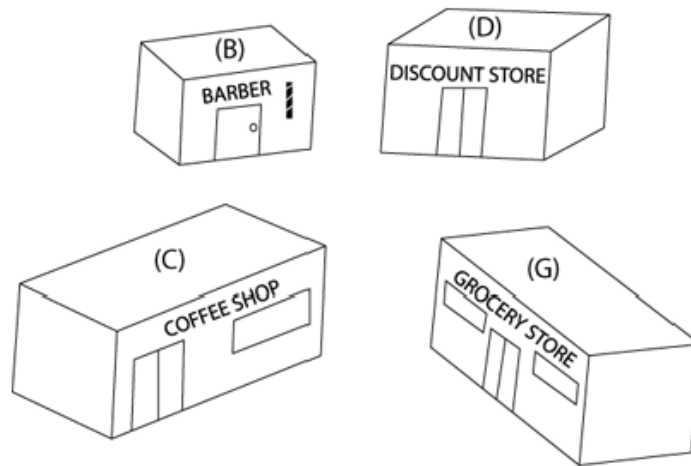 (B)
BARBER
(D)
DISCOUNT STORE
(C)
COFFEE SHOP
(G)
GROCERY STORE